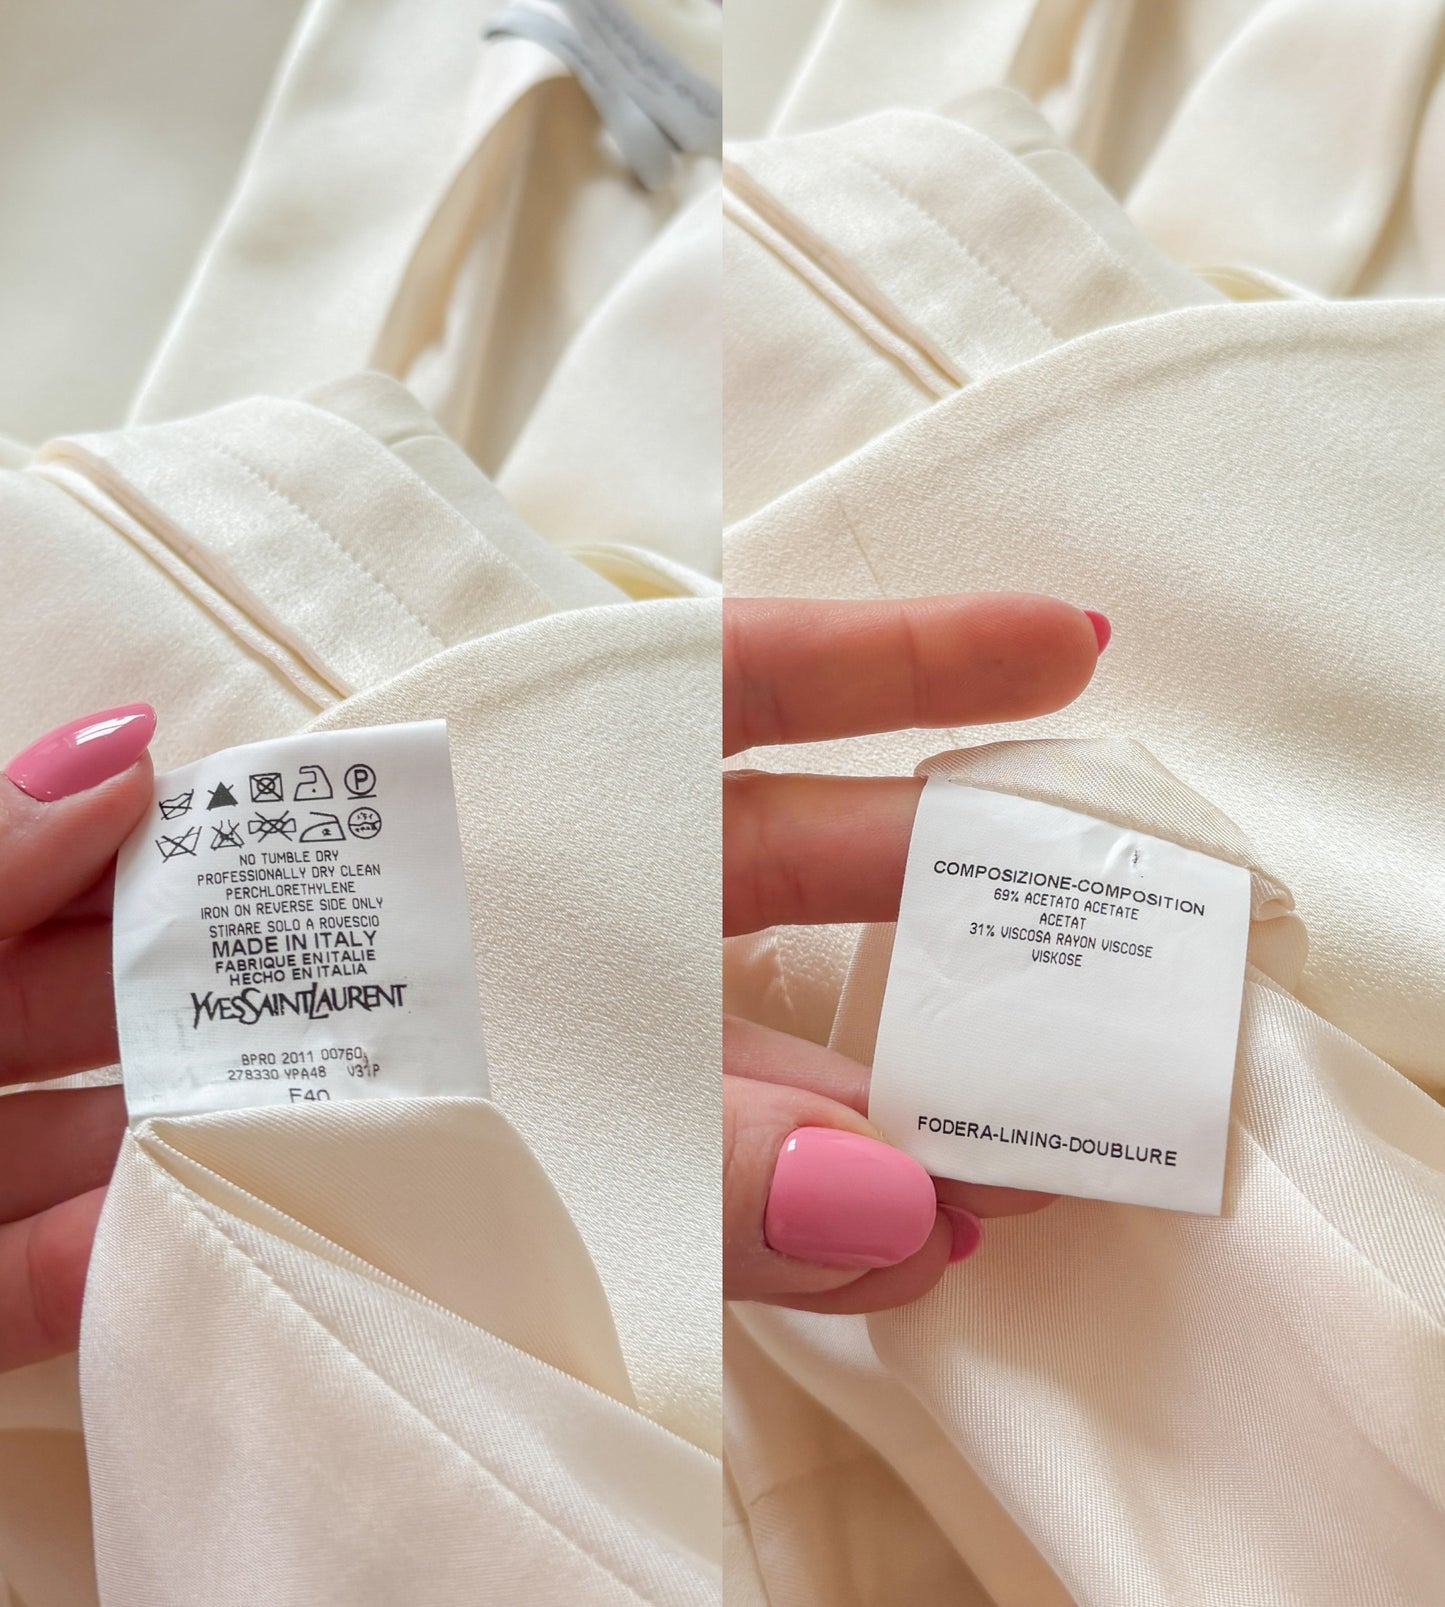 P
NO TUMBLE DRY
PROFESSIONALLY DRY CLEAN
PERCHLORETHYLENE
IRON ON REVERSE SIDE ONLY
STIRARE SOLO A ROVESCIO
MADE IN ITALY
FABRIQUE EN ITALIE
HECHO EN ITALIA
YVESSAINTLAURENT
BPRO 2011 00760
278330 YPA48
F40
COMPOSIZIONE-COMPOSITION
69% ACETATO ACETATE
ACETAT
31% VISCOSA RAYON VISCOSE
VISKOSE
FODERA-LINING-DOUBLURE